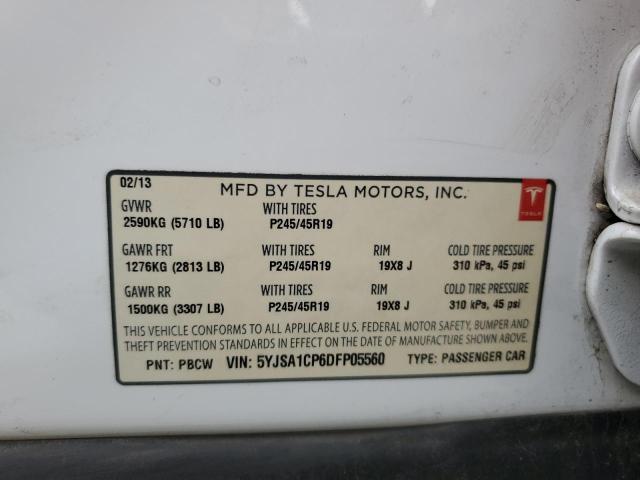 02/13 MFD BY TESLA MOTORS, INC.
TESLA
GVWR WITH TIRES
2590KG (5710 LB) P245/45R19
GAWR FRT WITH TIRES RIM COLD TIRE PRESSURE
1276KG (2813 LB) P245/45R19 19X8 J 310 kPa, 45 psi
GAWR RR WITH TIRES RIM COLD TIRE PRESSURE
1500KG (3307 LB) P245/45R19 19X8 J 310 kPa, 45 psi
THIS VEHICLE CONFORMS TO ALL APPLICABLE U.S. FEDERAL MOTOR SAFETY, BUMPER AND
THEFT PREVENTION STANDARDS IN EFFECT ON THE DATE OF MANUFACTURE SHOWN ABOVE.
PNT: PBCW VIN: 5YJSA1CP6DFP05560 TYPE: PASSENGER CAR